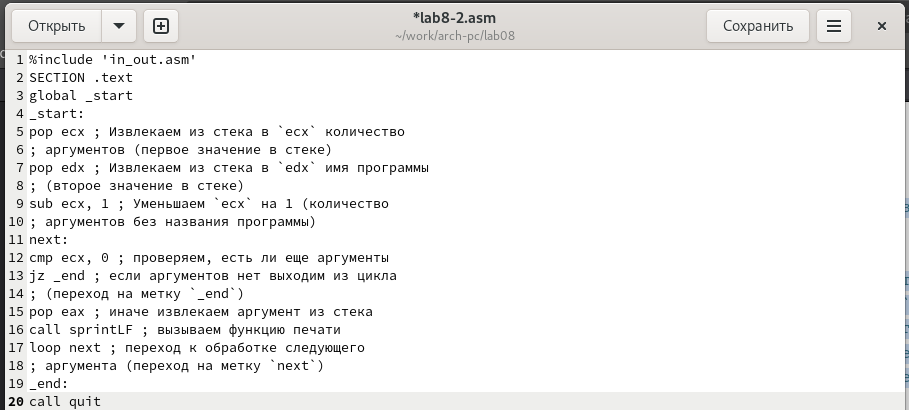 Открыть
*lab8-2.asm
~/work/arch-pc/lab08
Сохранить
1 %include 'in_out.asm'
2 SECTION .text
3 global _start
4 _start:
5 pop ecx ; Извлекаем из стека в `ecx` количество
6 ; аргументов (первое значение в стеке)
7 pop edx ; Извлекаем из стека в `edx` имя программы
8 ; (второе значение в стеке)
9 sub ecx, 1 ; Уменьшаем `ecx` на 1 (количество
10 ; аргументов без названия программы)
11 next:
12 cmp ecx, 0 ; проверяем, есть ли еще аргументы
13 jz _end ; если аргументов нет выходим из цикла
14 ; (переход на метку `_end`)
15 pop eax ; иначе извлекаем аргумент из стека
16 call sprintLF ; вызываем функцию печати
17 loop next ; переход к обработке следующего
18 ; аргумента (переход на метку `next`)
19 _end:
20 call quit